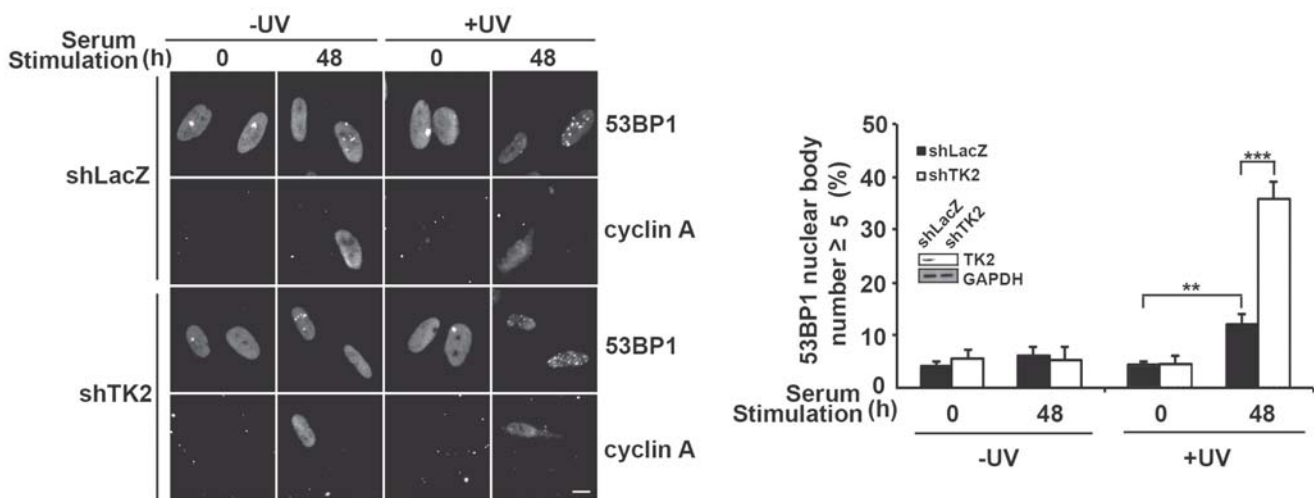 -UV +UV
Serum
Stimulation (h) 0 48 0 48
shLacZ
53BP1
cyclin A
shTK2
53BP1
cyclin A
53BP1 nuclear body
number ≥ 5 (%)
50
40
30
20
10
0
shLacZ
shTK2
shLacZ
shTK2
TK2
GAPDH
**
***
Serum
Stimulation (h) 0 48 0 48
-UV +UV